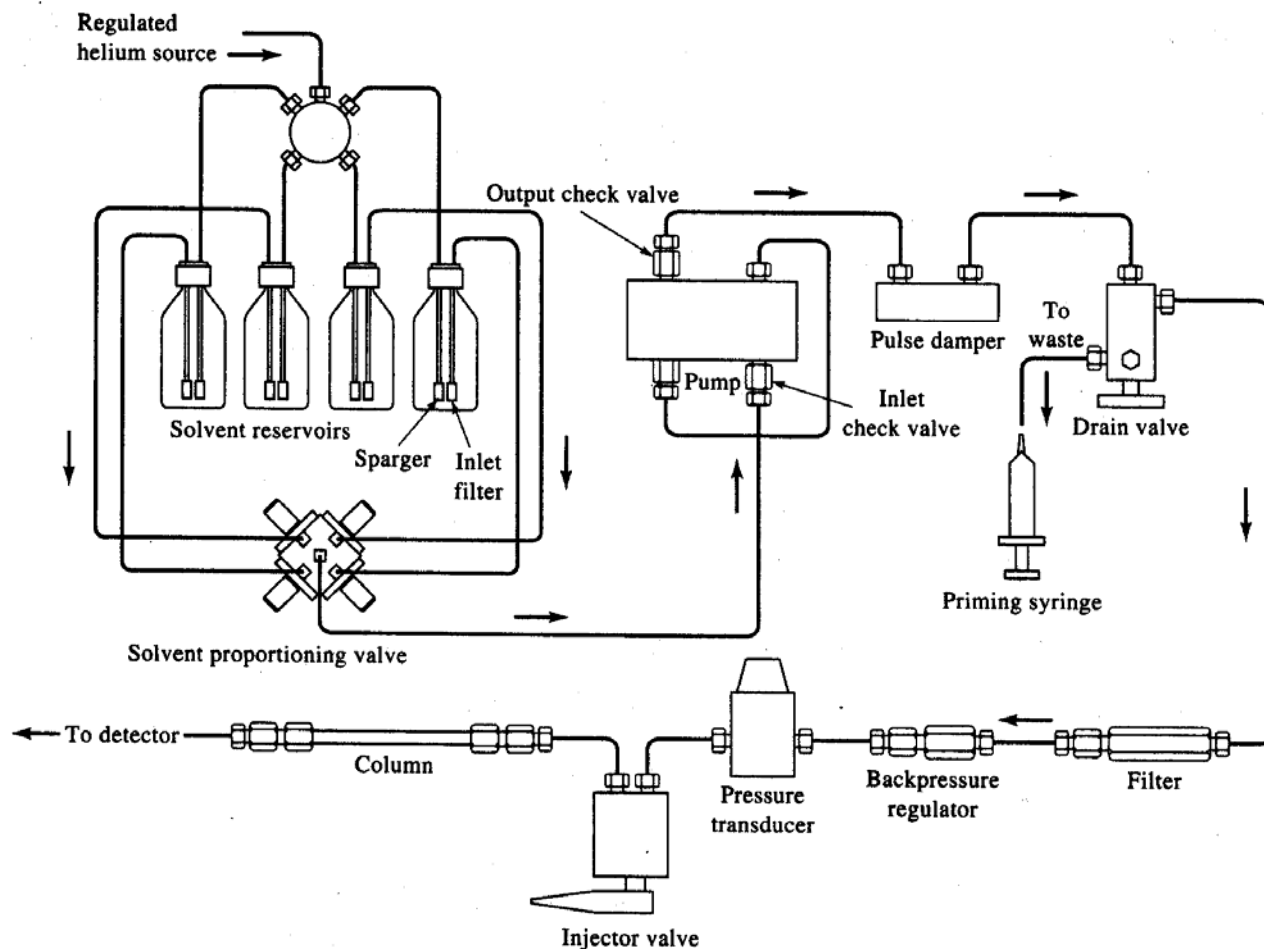 Regulated
helium source
Output check valve
Pulse damper
To
waste
Pump
Inlet
check valve
Drain valve
Solvent reservoirs
Sparger
Inlet
filter
Priming syringe
Solvent proportioning valve
To detector
Column
Pressure
transducer
Backpressure
regulator
Filter
Injector valve